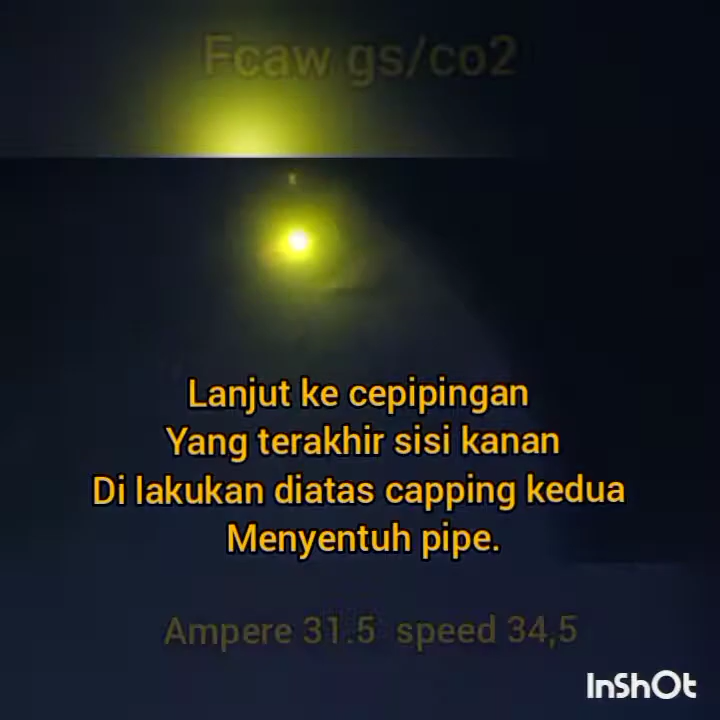 Fcaw gs/co2
Lanjut ke cepipingan
Yang terakhir sisi kanan
Di lakukan diatas capping kedua
Menyentuh pipe.
Ampere 31.5 speed 34,5
InShOt